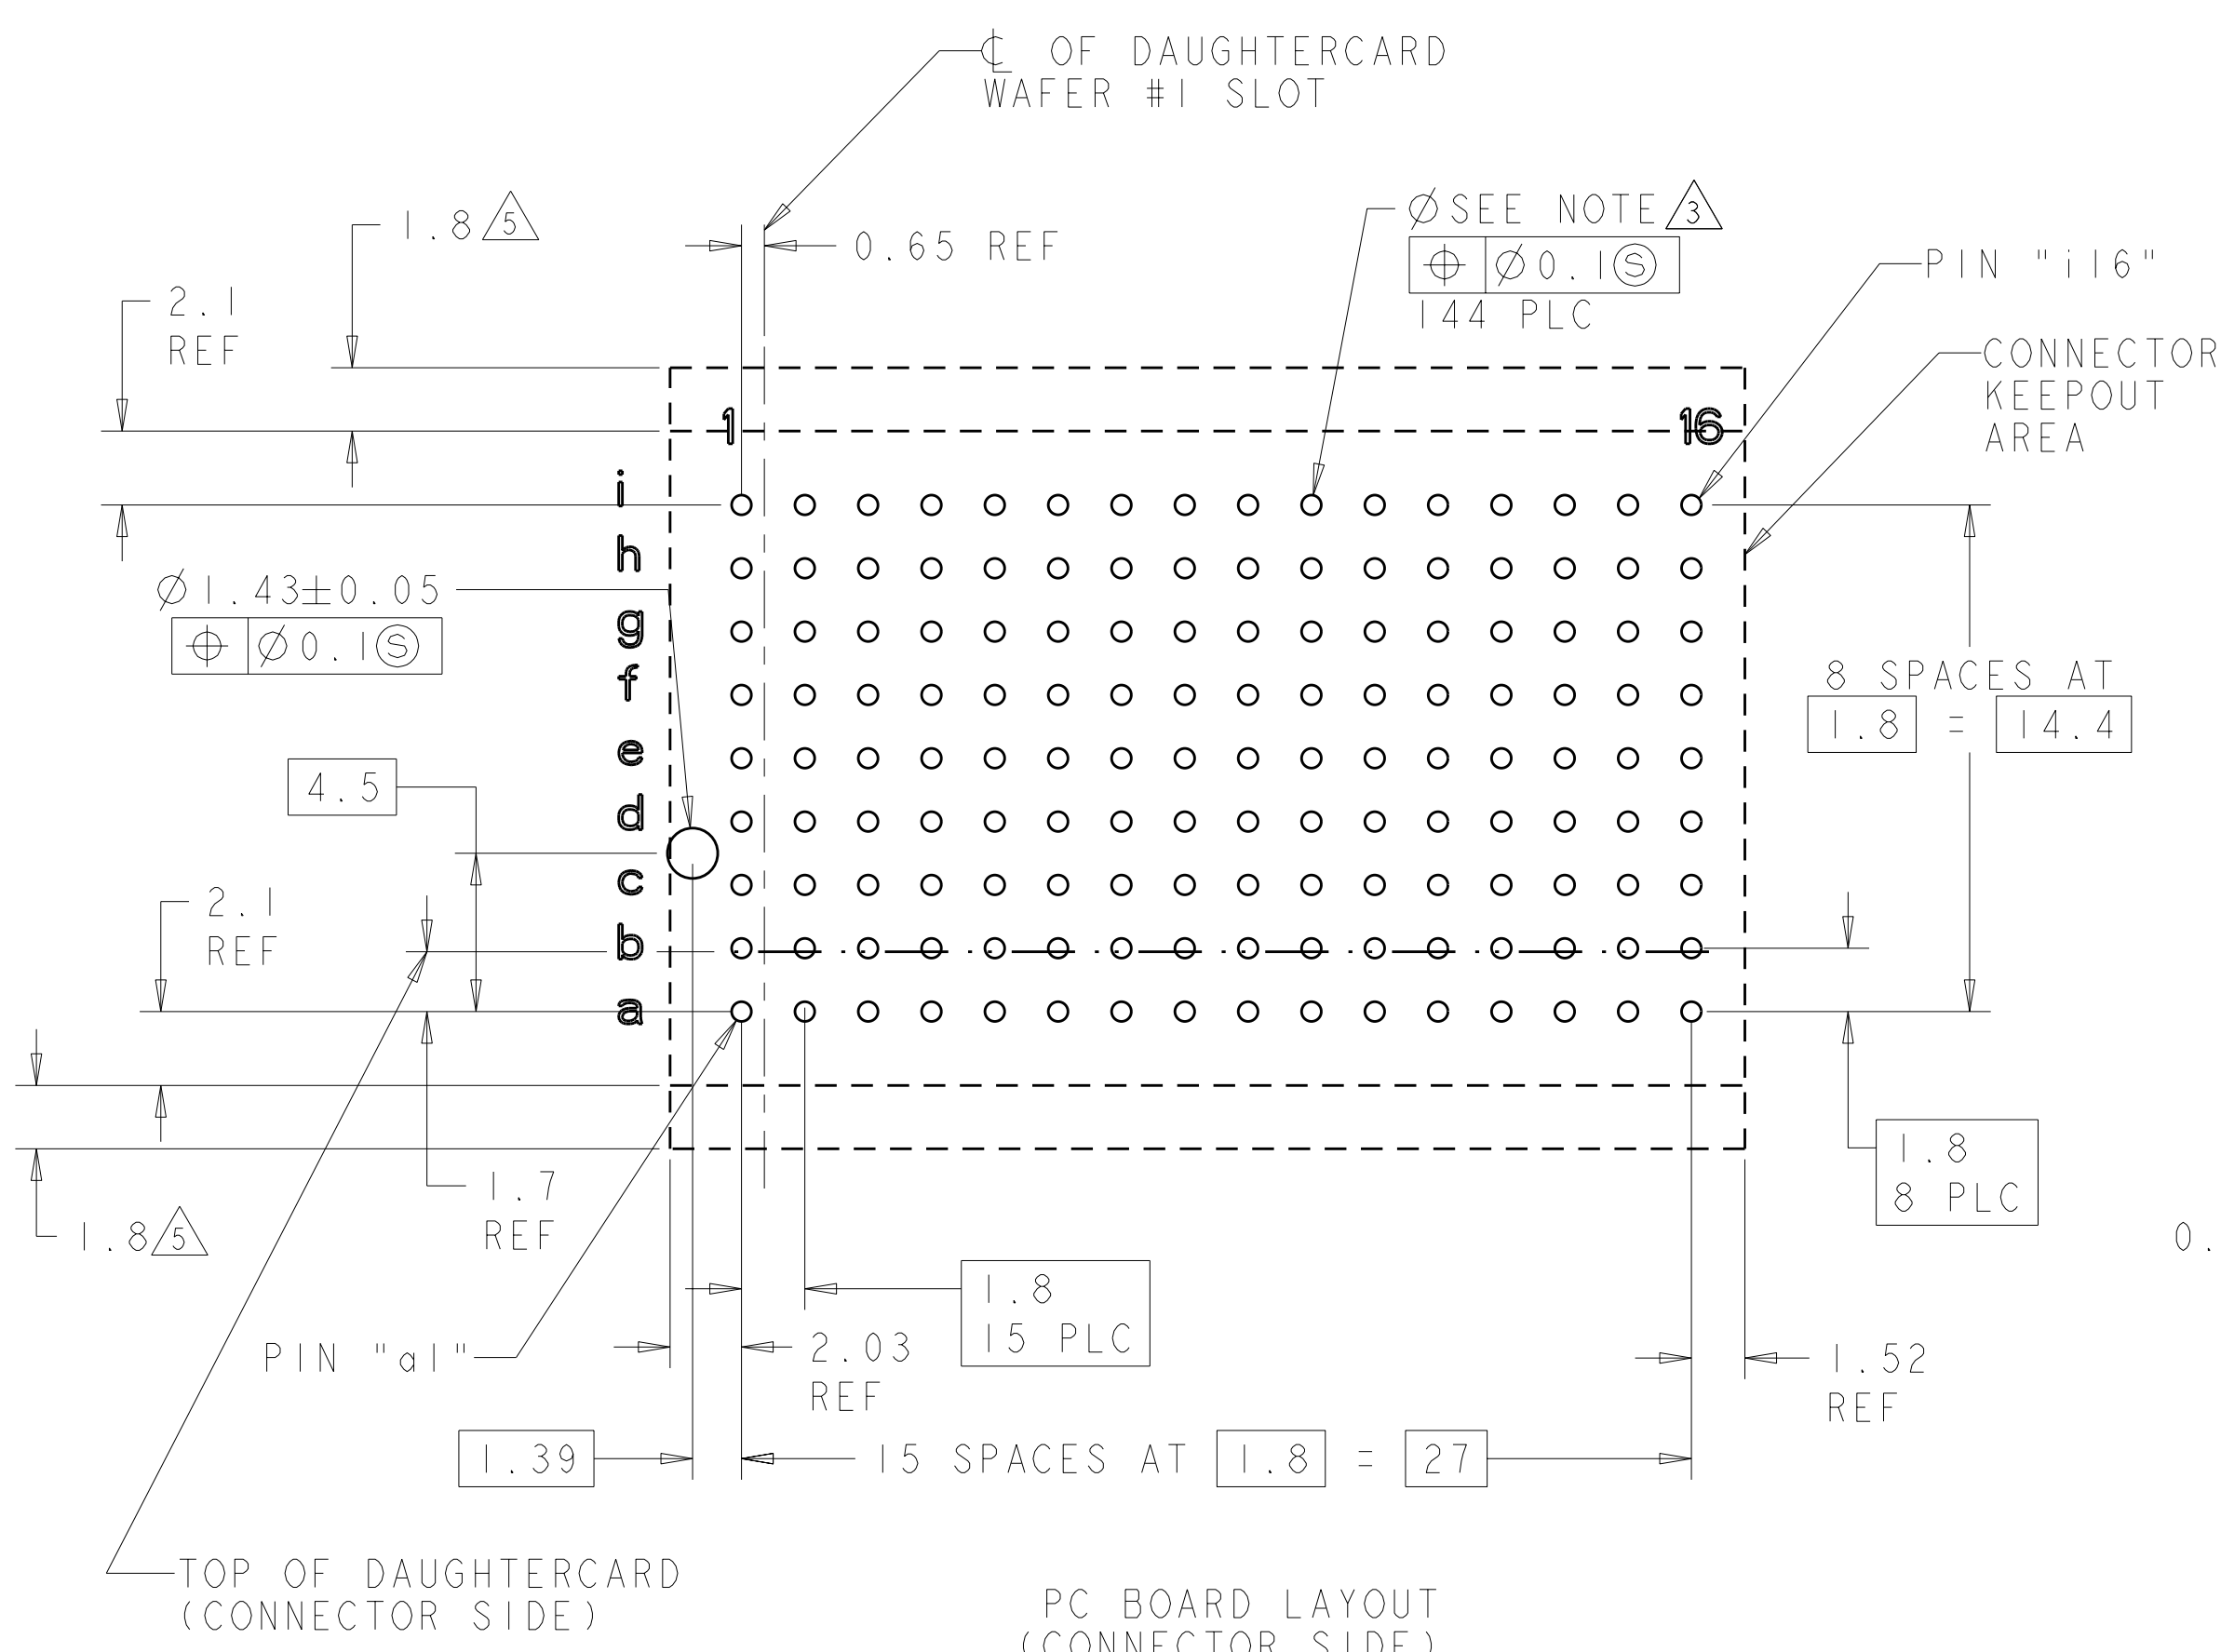 ℄ OF DAUGHTERCARD
WAFER #1 SLOT
1.8 5
0.65 REF
Ø SEE NOTE 3
⌖ Ø0.1 Ⓢ
144 PLC
PIN "i16"
2.1
REF
CONNECTOR
KEEPOUT
AREA
1
16
i
h
g
f
e
d
c
b
a
Ø1.43±0.05
⌖ Ø0.1 Ⓢ
8 SPACES AT
1.8 = 14.4
4.5
2.1
REF
1.8
8 PLC
1.7
REF
1.8 5
0.
1.8
15 PLC
PIN "a1"
2.03
REF
1.52
REF
1.39
15 SPACES AT 1.8 = 27
TOP OF DAUGHTERCARD
(CONNECTOR SIDE)
PC BOARD LAYOUT
(CONNECTOR SIDE)